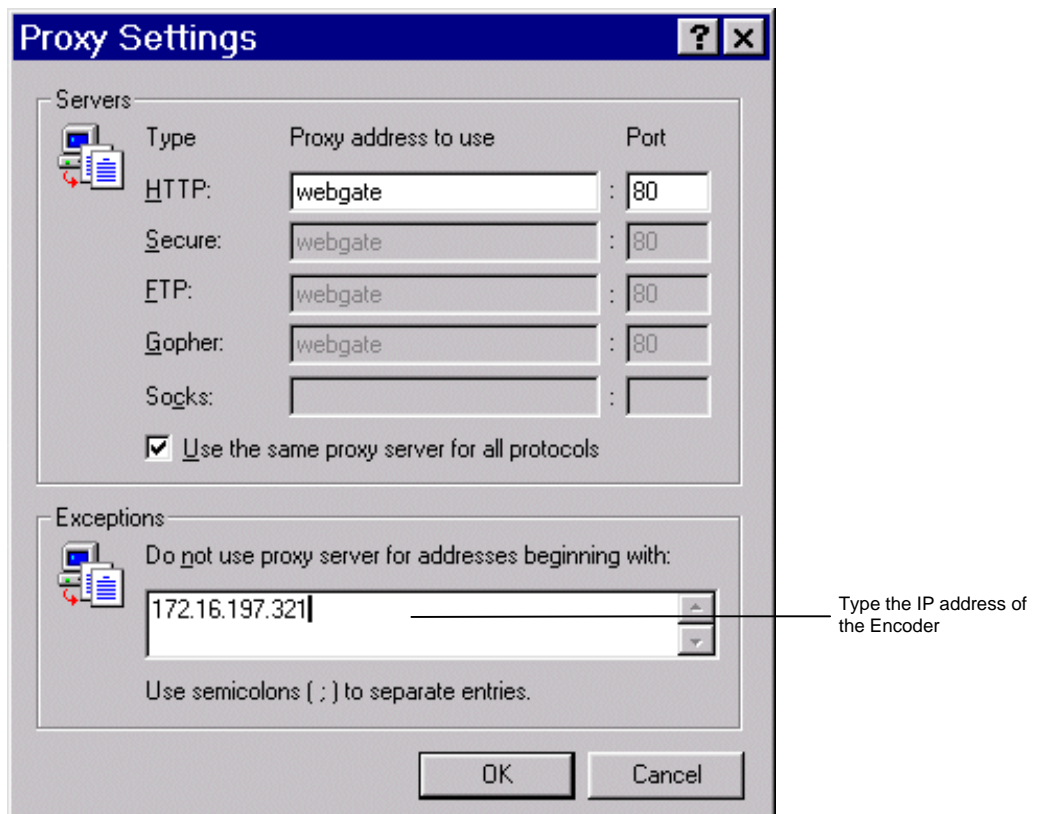 Proxy Settings
Servers
Type Proxy address to use Port
HTTP: webgate : 80
Secure: webgate : 80
FTP: webgate : 80
Gopher: webgate : 80
Socks: :
Use the same proxy server for all protocols
Exceptions
Do not use proxy server for addresses beginning with:
172.16.197.321
Type the IP address of
the Encoder
Use semicolons ( ; ) to separate entries.
OK Cancel